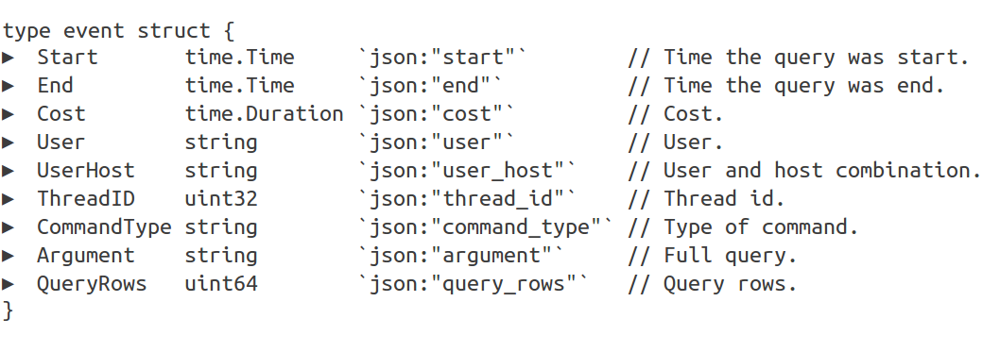 type event struct {
▶ Start       time.Time     `json:"start"`        // Time the query was start.
▶ End         time.Time     `json:"end"`          // Time the query was end.
▶ Cost        time.Duration `json:"cost"`         // Cost.
▶ User        string        `json:"user"`         // User.
▶ UserHost    string        `json:"user_host"`    // User and host combination.
▶ ThreadID    uint32        `json:"thread_id"`    // Thread id.
▶ CommandType string        `json:"command_type"` // Type of command.
▶ Argument    string        `json:"argument"`     // Full query.
▶ QueryRows   uint64        `json:"query_rows"`   // Query rows.
}